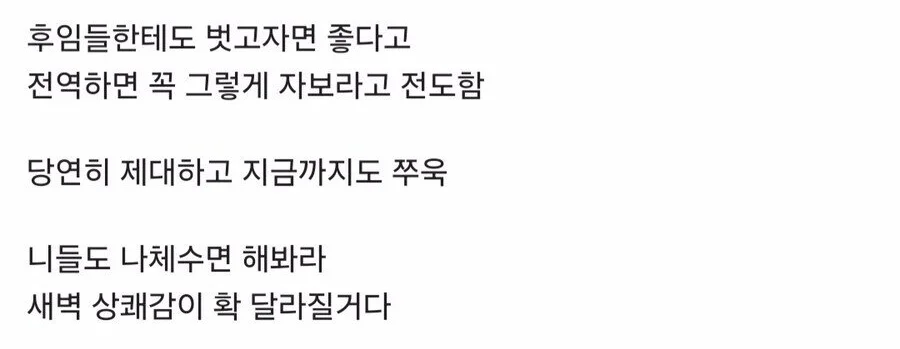 후임들한테도 벗고자면 좋다고
전역하면 꼭 그렇게 자보라고 전도함
당연히 제대하고 지금까지도 쭈욱
니들도 나체수면 해봐라
새벽 상쾌감이 확 달라질거다